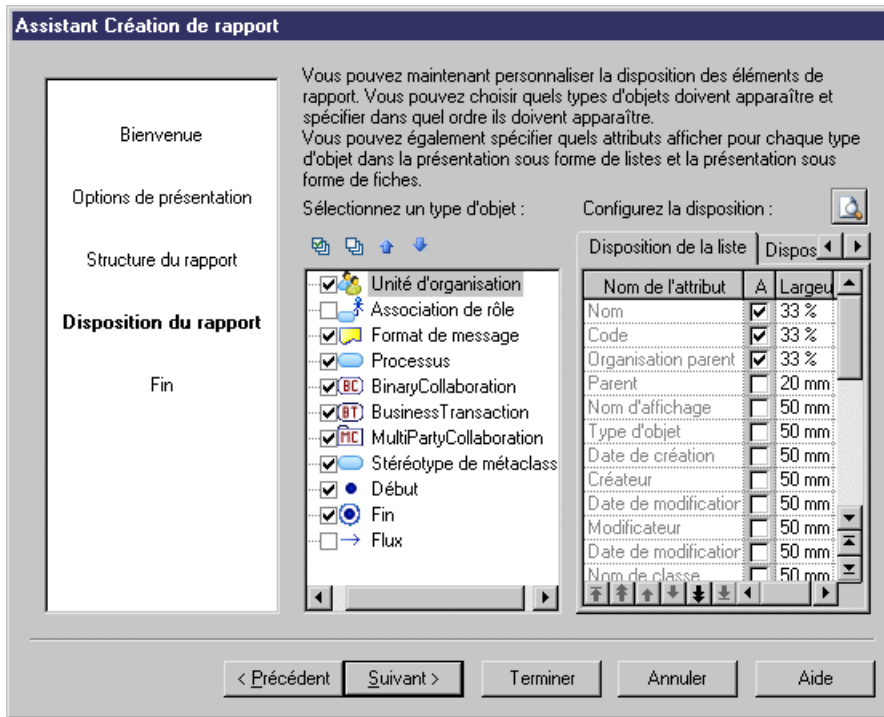 Assistant Création de rapport
Bienvenue
Options de présentation
Structure du rapport
Disposition du rapport
Fin
Vous pouvez maintenant personnaliser la disposition des éléments de
rapport. Vous pouvez choisir quels types d'objets doivent apparaître et
spécifier dans quel ordre ils doivent apparaître.
Vous pouvez également spécifier quels attributs afficher pour chaque type
d'objet dans la présentation sous forme de listes et la présentation sous
forme de fiches.
Sélectionnez un type d'objet :
Unité d'organisation
Association de rôle
Format de message
Processus
BC BinaryCollaboration
BT BusinessTransaction
MC MultiPartyCollaboration
Stéréotype de métaclass
Début
Fin
Flux
Configurez la disposition :
Disposition de la liste Dispos
Nom de l'attribut A Largeu
Nom 33 %
Code 33 %
Organisation parent 33 %
Parent 20 mm
Nom d'affichage 50 mm
Type d'objet 50 mm
Date de création 50 mm
Créateur 50 mm
Date de modification 50 mm
Modificateur 50 mm
Date de modification 50 mm
Nom de classe 50 mm
< Précédent Suivant > Terminer Annuler Aide